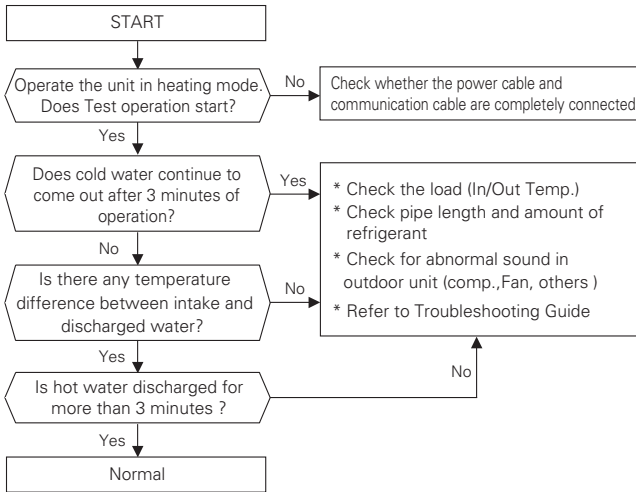 START
Operate the unit in heating mode.
Does Test operation start?
No
Check whether the power cable and
communication cable are completely connected
Yes
Does cold water continue to
come out after 3 minutes of
operation?
Yes
* Check the load (In/Out Temp.)
* Check pipe length and amount of
refrigerant
* Check for abnormal sound in
outdoor unit (comp.,Fan, others )
* Refer to Troubleshooting Guide
No
Is there any temperature
difference between intake and
discharged water?
No
Yes
Is hot water discharged for
more than 3 minutes ?
No
Yes
Normal